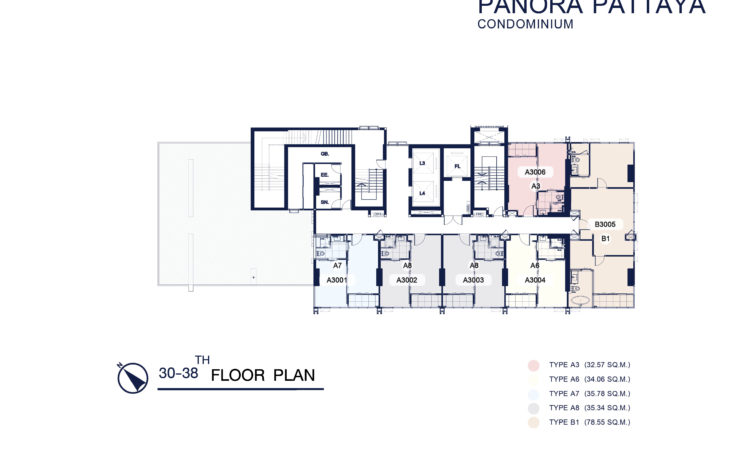 PANORA PATTAYA
CONDOMINIUM
GB.
EE.
SN.
L3
L4
FL
A3006
A3
B3005
B1
A7
A3001
A8
A3002
A8
A3003
A6
A3004
N
30-38TH FLOOR PLAN
TYPE A3 (32.57 SQ.M.)
TYPE A6 (34.06 SQ.M.)
TYPE A7 (35.78 SQ.M.)
TYPE A8 (35.34 SQ.M.)
TYPE B1 (78.55 SQ.M.)